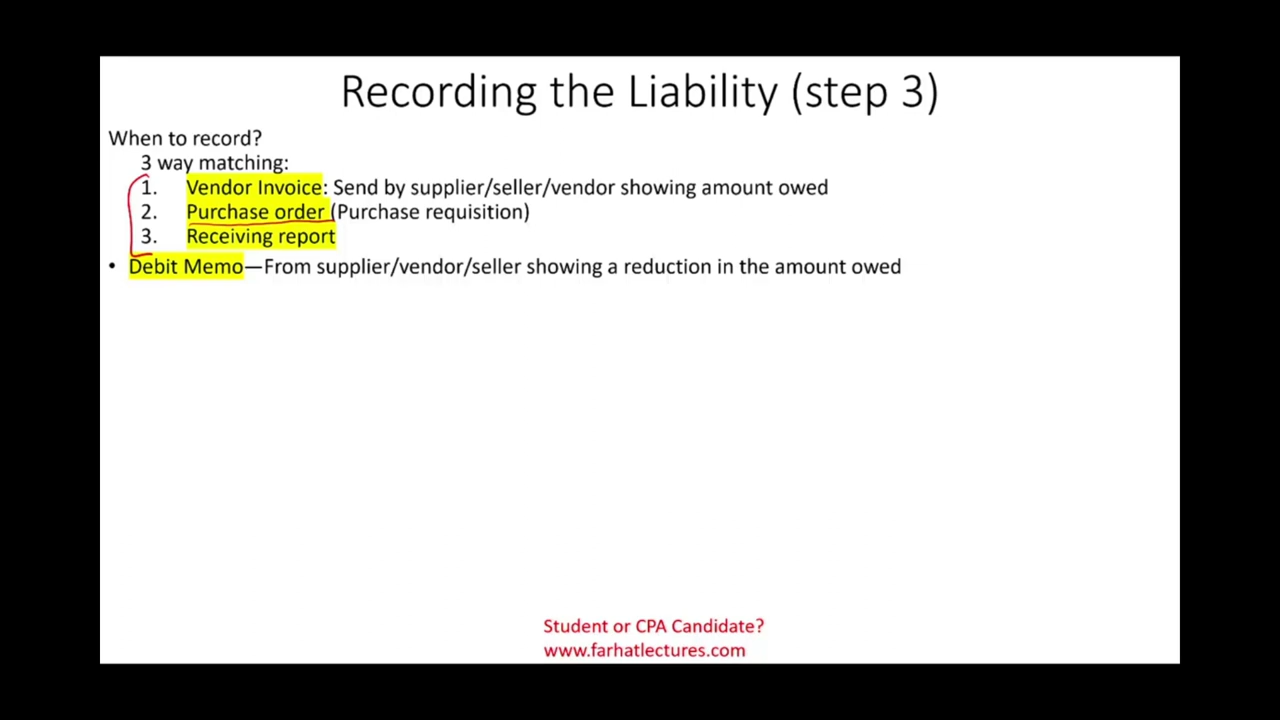 Recording the Liability (step 3)
When to record?
3 way matching:
1. Vendor Invoice: Send by supplier/seller/vendor showing amount owed
2. Purchase order (Purchase requisition)
3. Receiving report
• Debit Memo—From supplier/vendor/seller showing a reduction in the amount owed
Student or CPA Candidate?
www.farhatlectures.com